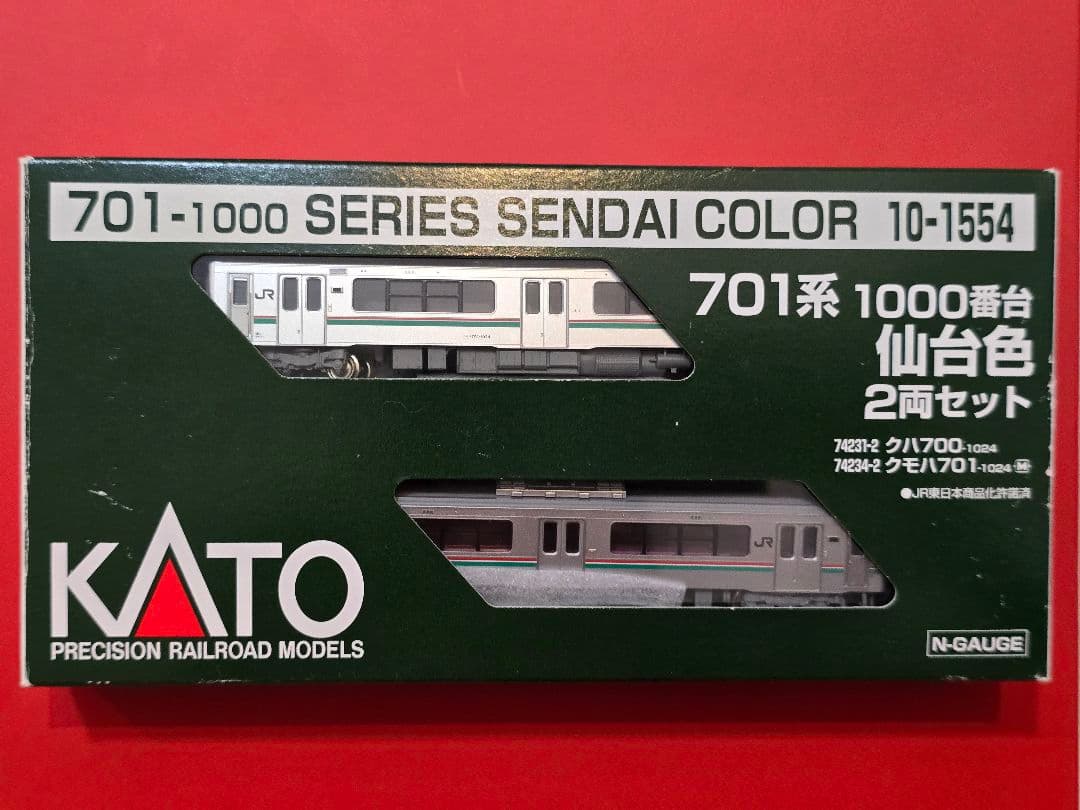 701-1000 SERIES SENDAI COLOR 10-1554
701系 1000番台
仙台色
2両セット
74231-2 クハ700-1024
74234-2 クモハ701-1024 M
●JR東日本商品化許諾済
JR
JR
KATO
PRECISION RAILROAD MODELS
N-GAUGE